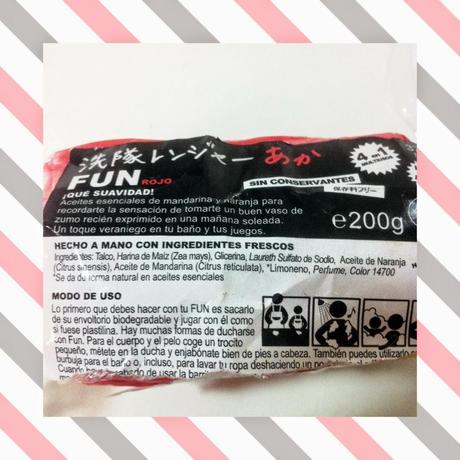 洗隊レンジャーあか
4 en 1
MULTIUSOS
FUN ROJO
SIN CONSERVANTES
保存料フリー
¡QUE SUAVIDAD!
Aceites esenciales de mandarina y naranja para
recordarte la sensación de tomarte un buen vaso de
zumo recién exprimido en una mañana soleada.
Un toque veraniego en tu baño y tus juegos.
e200g
HECHO A MANO CON INGREDIENTES FRESCOS
Ingredientes: Talco, Harina de Maíz (Zea mays), Glicerina, Laureth Sulfato de Sodio, Aceite de Naranja
(Citrus sinensis), Aceite de Mandarina (Citrus reticulata), *Limoneno, Perfume, Color 14700
*Se da de forma natural en aceites esenciales
MODO DE USO
Lo primero que debes hacer con tu FUN es sacarlo
de su envoltorio biodegradable y jugar con él como
si fuese plastilina. Hay muchas formas de ducharse
con Fun. Para el cuerpo y el pelo coge un trocito
pequeño, métete en la ducha y enjabónate bien de pies a cabeza. También puedes utilizarlo
burbuja para el baño o, incluso, para lavar tu ropa deshaciendo un
de usar la